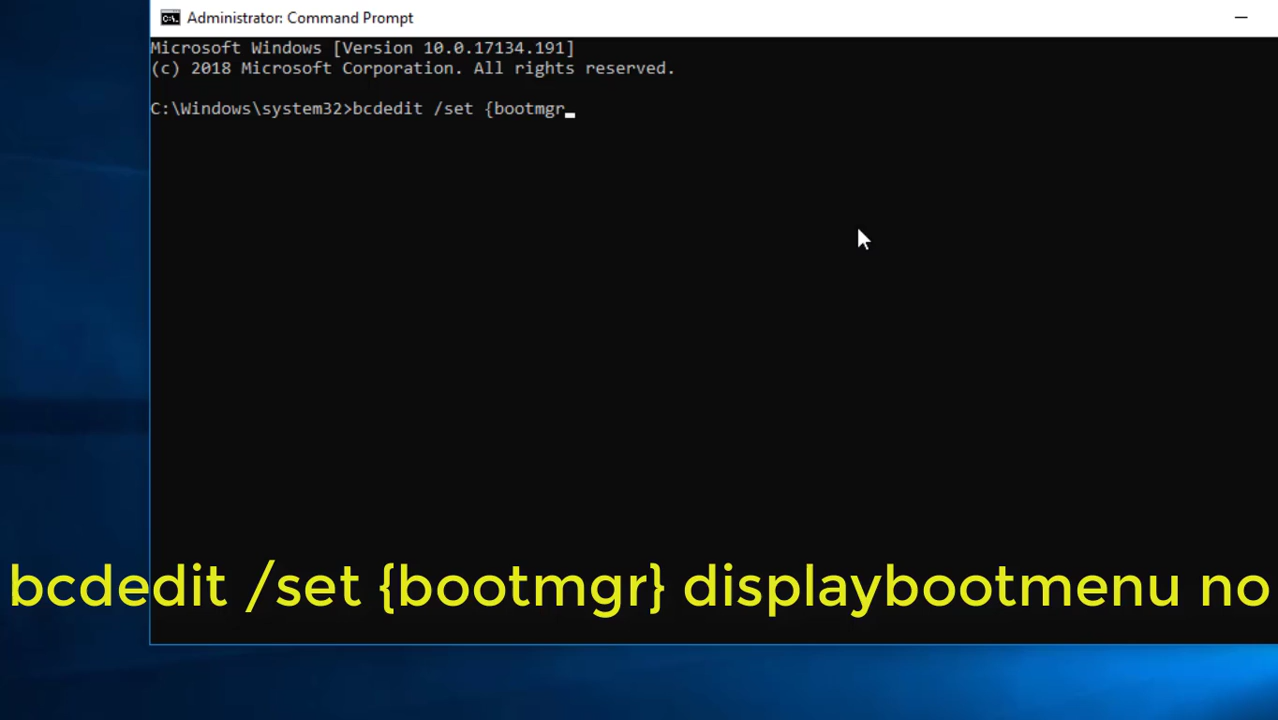 Administrator: Command Prompt
Microsoft Windows [Version 10.0.17134.191]
(c) 2018 Microsoft Corporation. All rights reserved.
C:\Windows\system32>bcdedit /set {bootmgr
bcdedit /set {bootmgr} displaybootmenu no